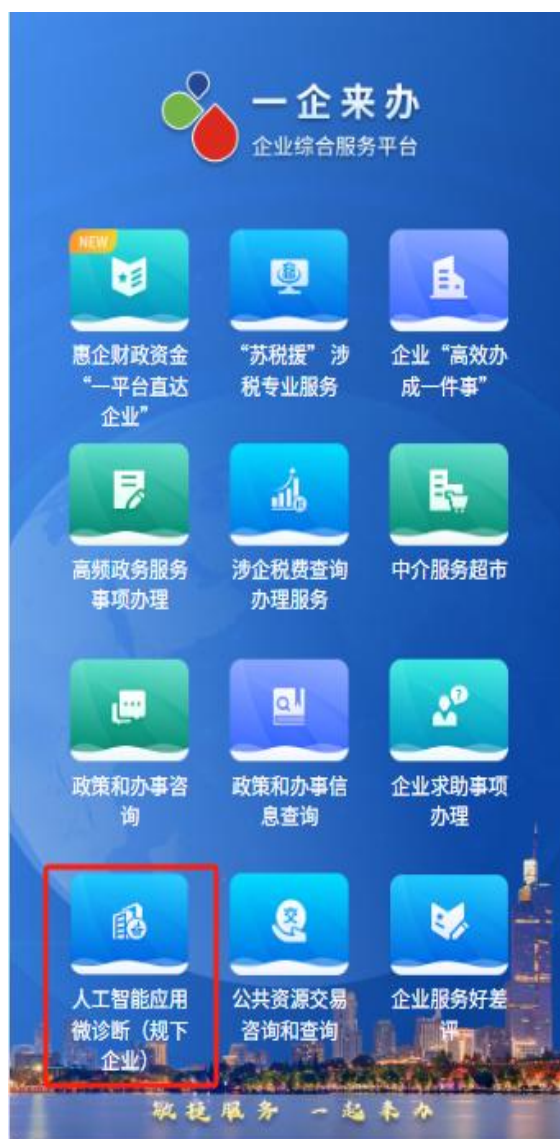 一企来办
企业综合服务平台
NEW
惠企财政资金
“一平台直达
企业”
“苏税援” 涉
税专业服务
企业“高效办
成一件事”
高频政务服务
事项办理
涉企税费查询
办理服务
中介服务超市
政策和办事咨
询
政策和办事信
息查询
企业求助事项
办理
人工智能应用
微诊断（规下
企业）
交
公共资源交易
咨询和查询
企业服务好差
评
敏捷服务 一起来办